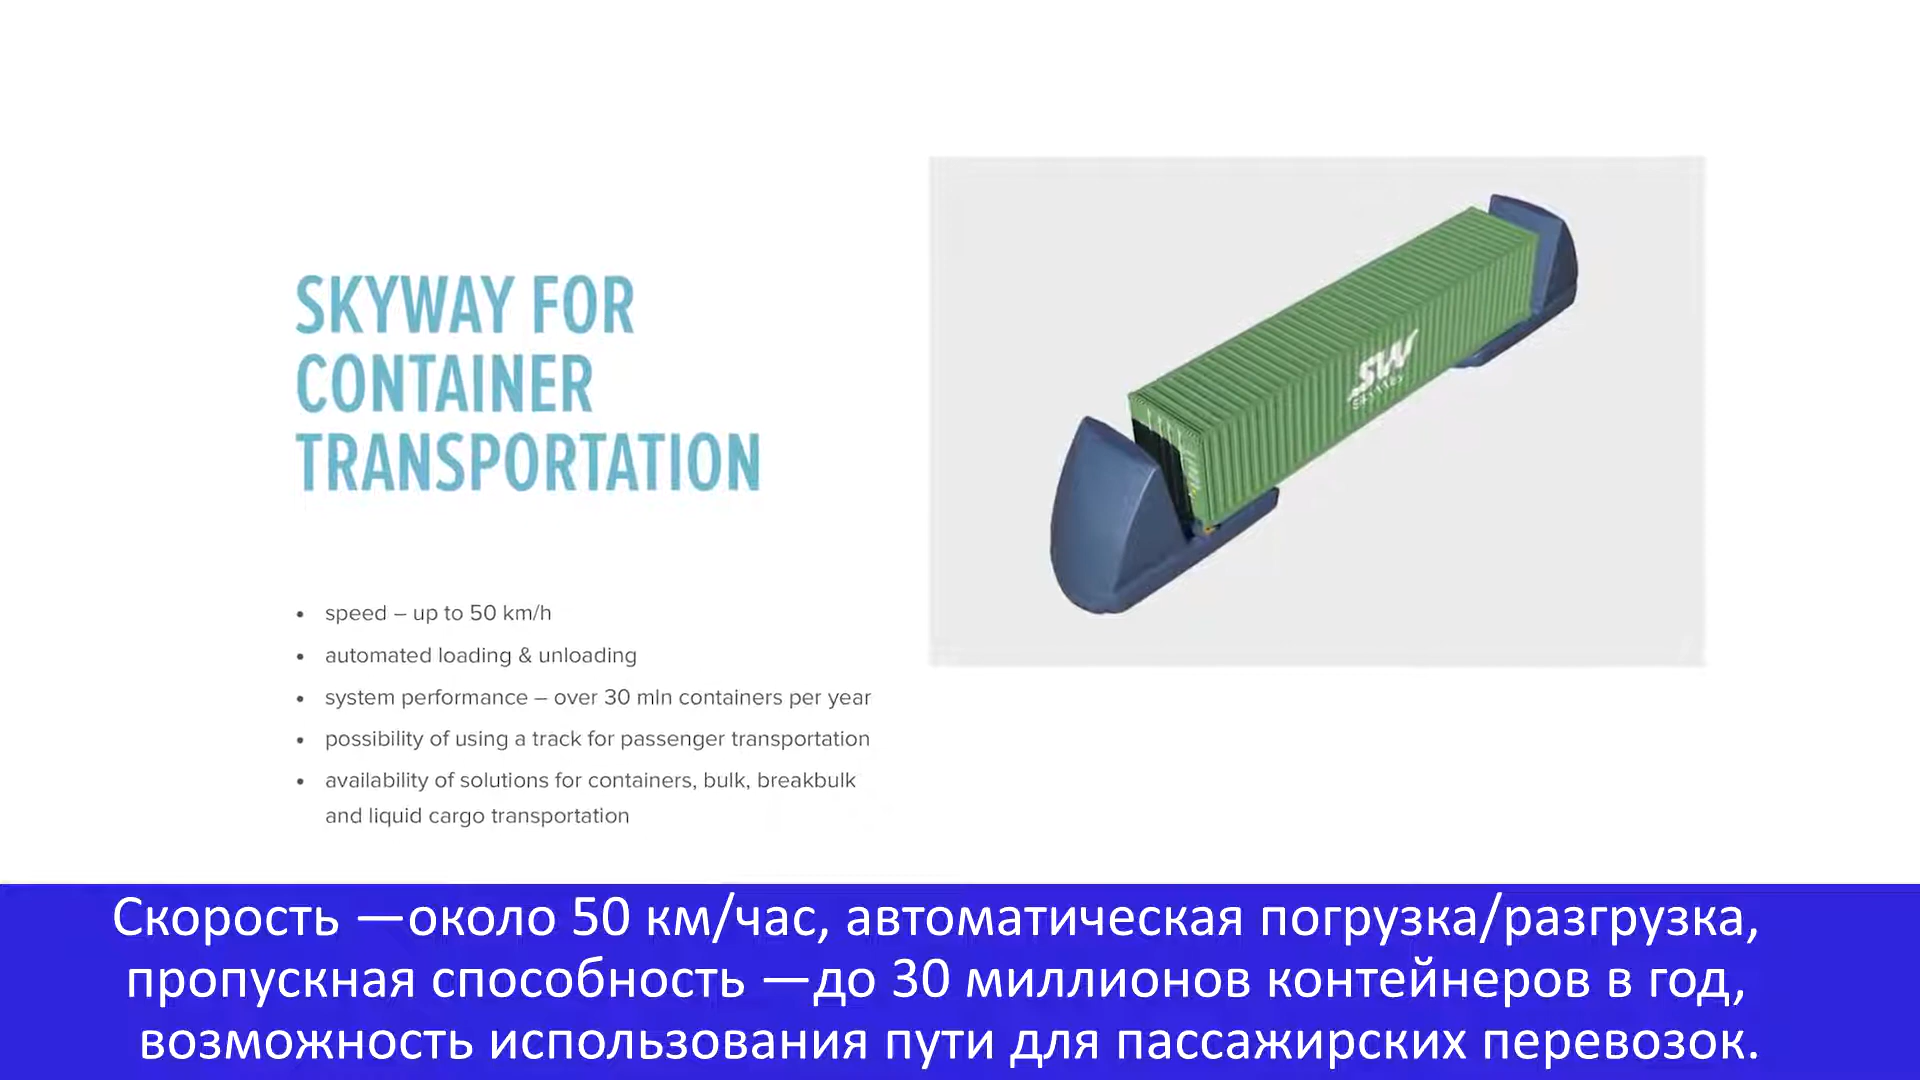 SKYWAY FOR
CONTAINER
TRANSPORTATION
SW
SKYWAY
• speed – up to 50 km/h
• automated loading & unloading
• system performance – over 30 mln containers per year
• possibility of using a track for passenger transportation
• availability of solutions for containers, bulk, breakbulk
and liquid cargo transportation
Скорость —около 50 км/час, автоматическая погрузка/разгрузка,
пропускная способность —до 30 миллионов контейнеров в год,
возможность использования пути для пассажирских перевозок.